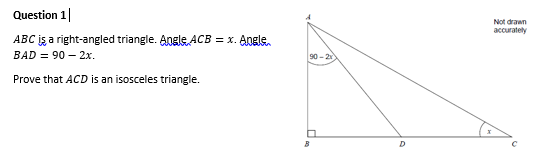 Question 1
ABC is a right-angled triangle. Angle ACB = x. Angle
BAD = 90 – 2x.
Prove that ACD is an isosceles triangle.
Not drawn
accurately
A
90 – 2x
x
B
D
C